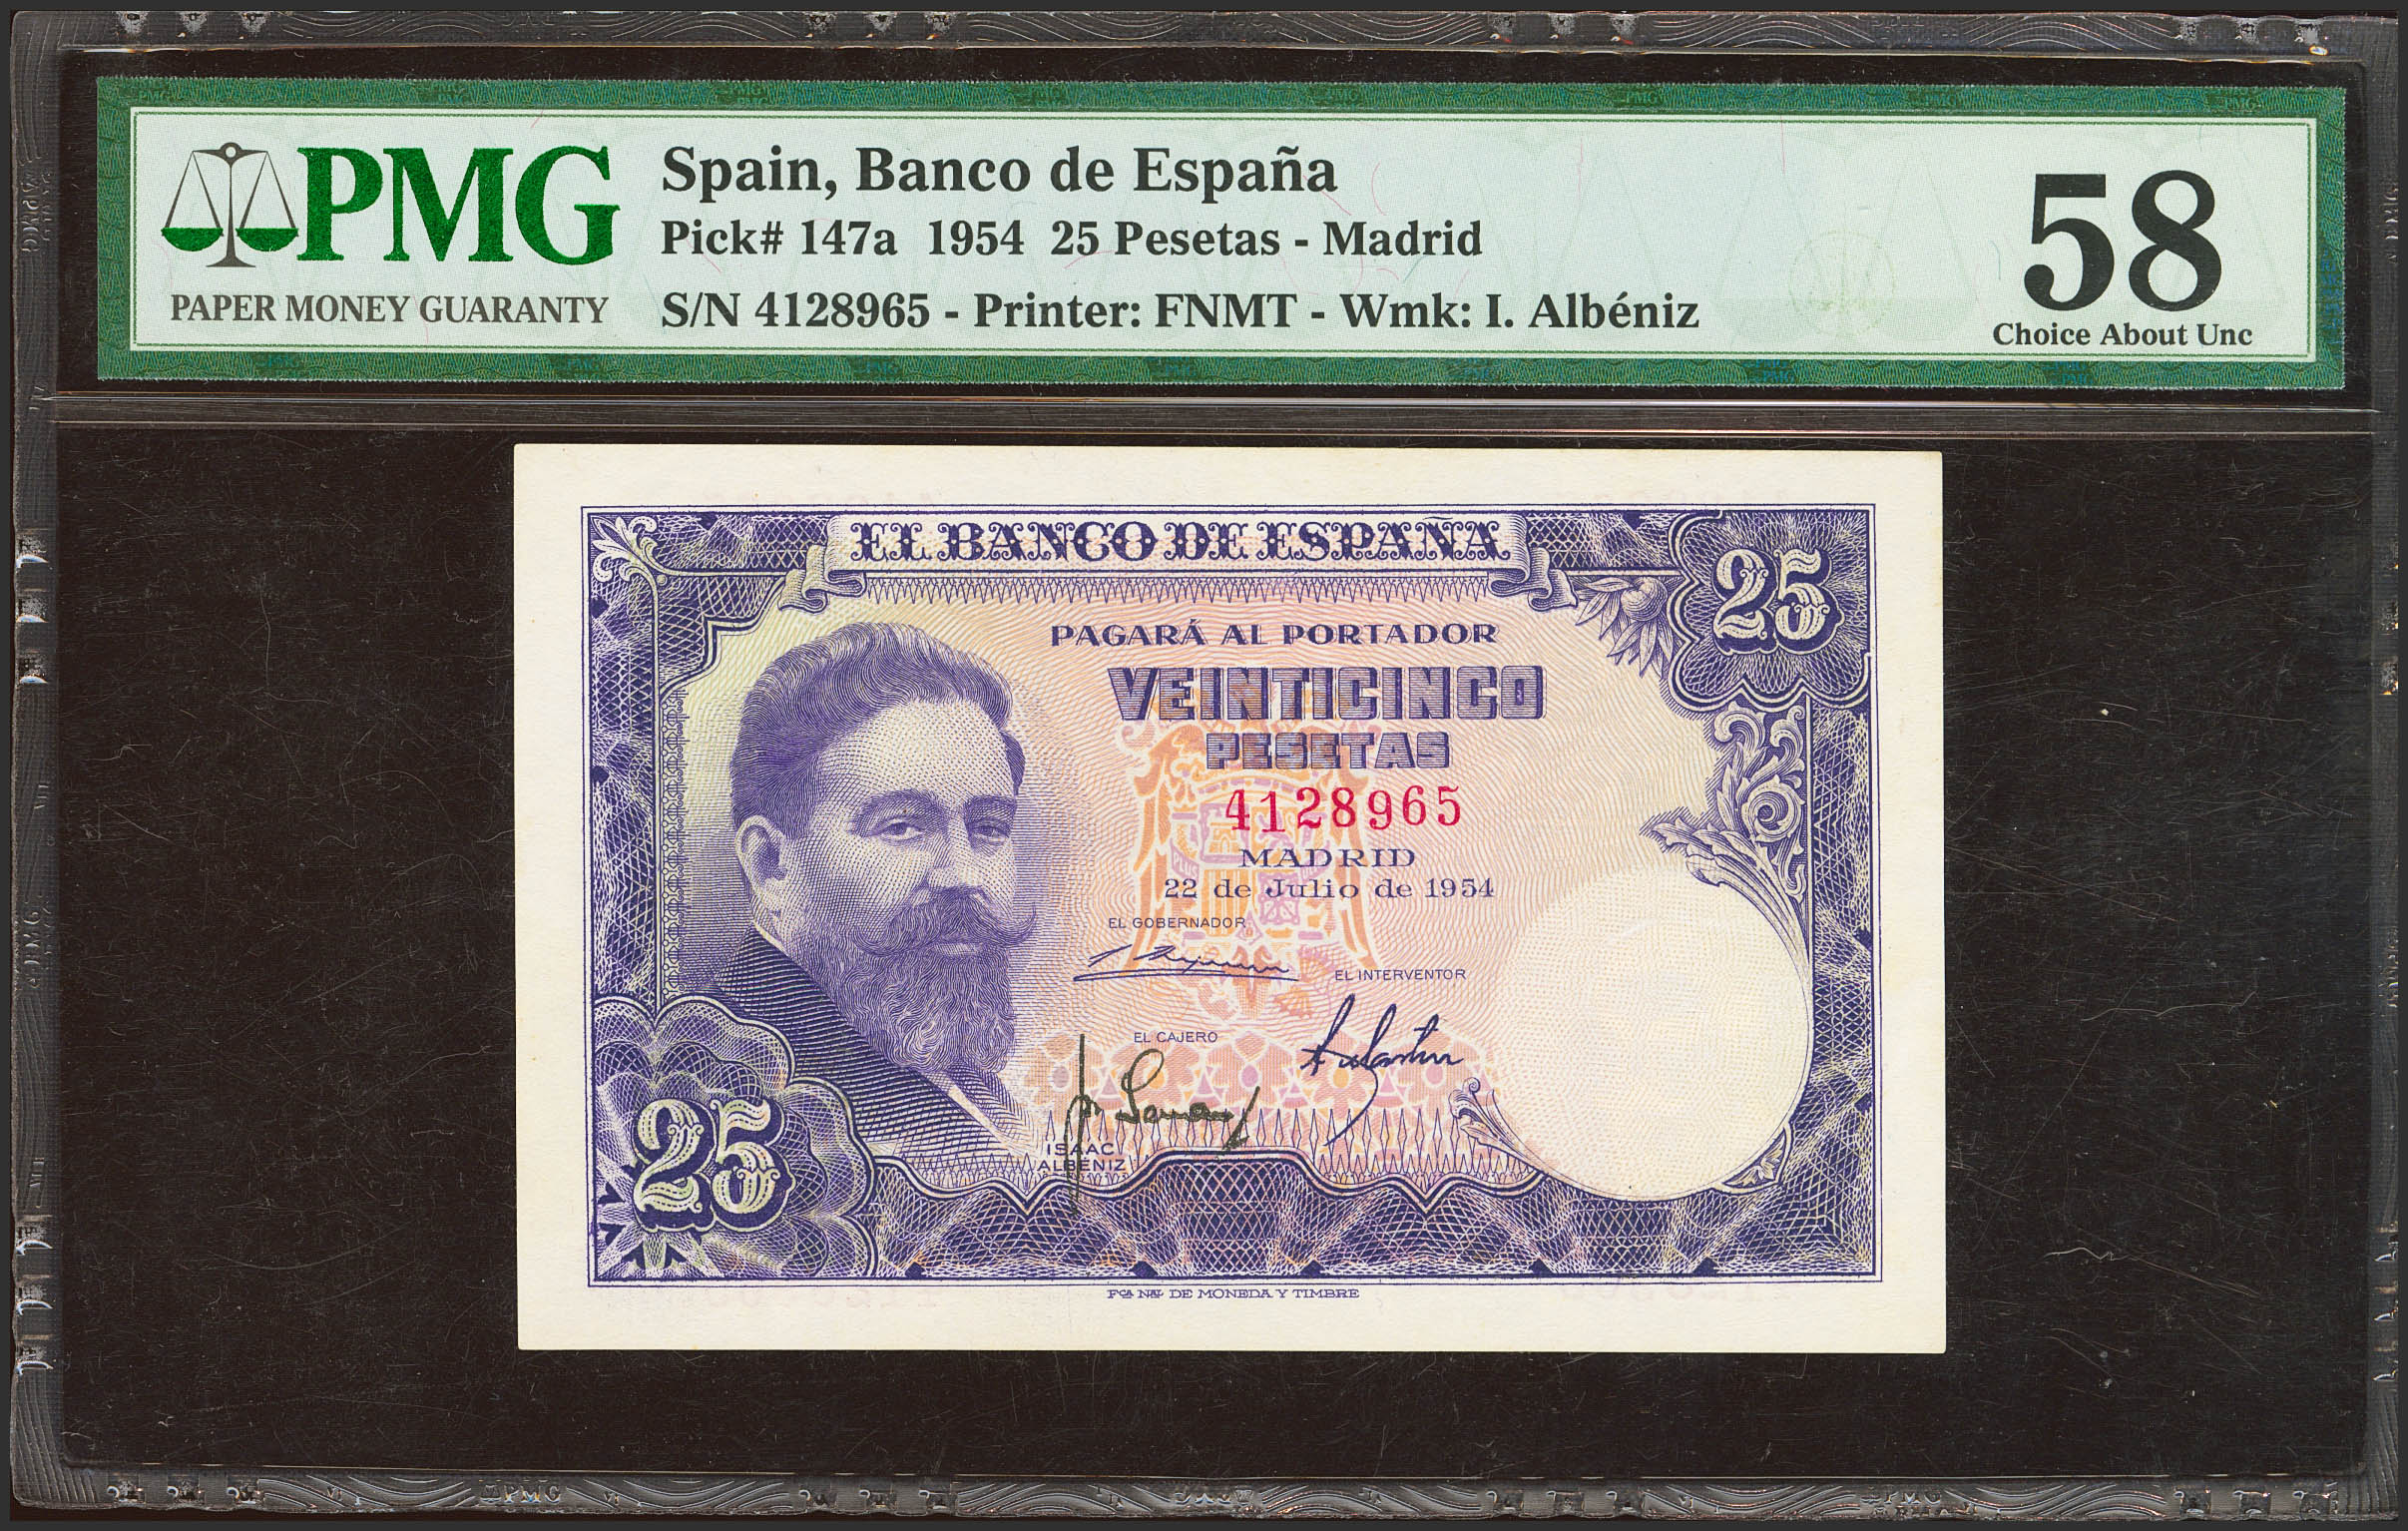 PMG
PAPER MONEY GUARANTY
Spain, Banco de España
Pick# 147a 1954 25 Pesetas - Madrid
S/N 4128965 - Printer: FNMT - Wmk: I. Albéniz
58
Choice About Unc
EL BANCO DE ESPAÑA
25
PAGARÁ AL PORTADOR
VEINTICINCO
PESETAS
4128965
MADRID
22 de Julio de 1954
EL GOBERNADOR
EL INTERVENTOR
EL CAJERO
ISAAC
ALBÉNIZ
25
FCA. NAL. DE MONEDA Y TIMBRE